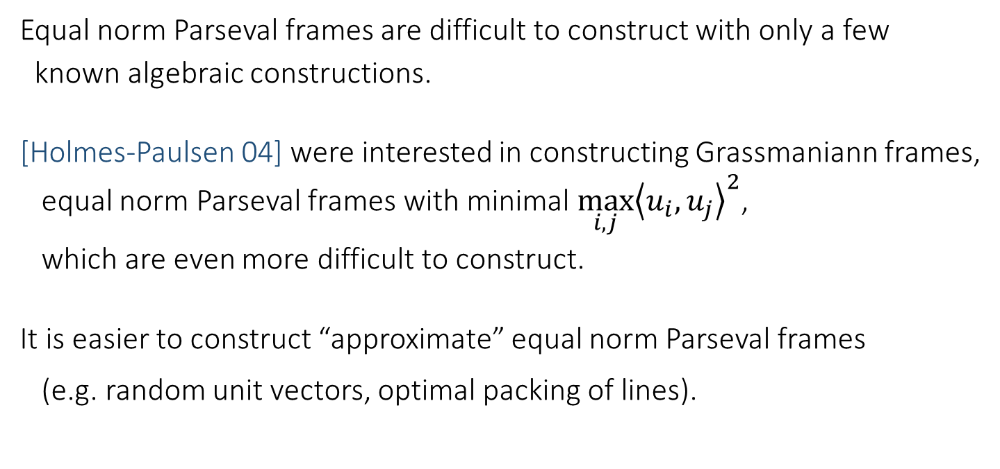 Equal norm Parseval frames are difficult to construct with only a few
known algebraic constructions.
[Holmes-Paulsen 04] were interested in constructing Grassmaniann frames,
equal norm Parseval frames with minimal max_{i,j}⟨u_i, u_j⟩²,
which are even more difficult to construct.
It is easier to construct “approximate” equal norm Parseval frames
(e.g. random unit vectors, optimal packing of lines).